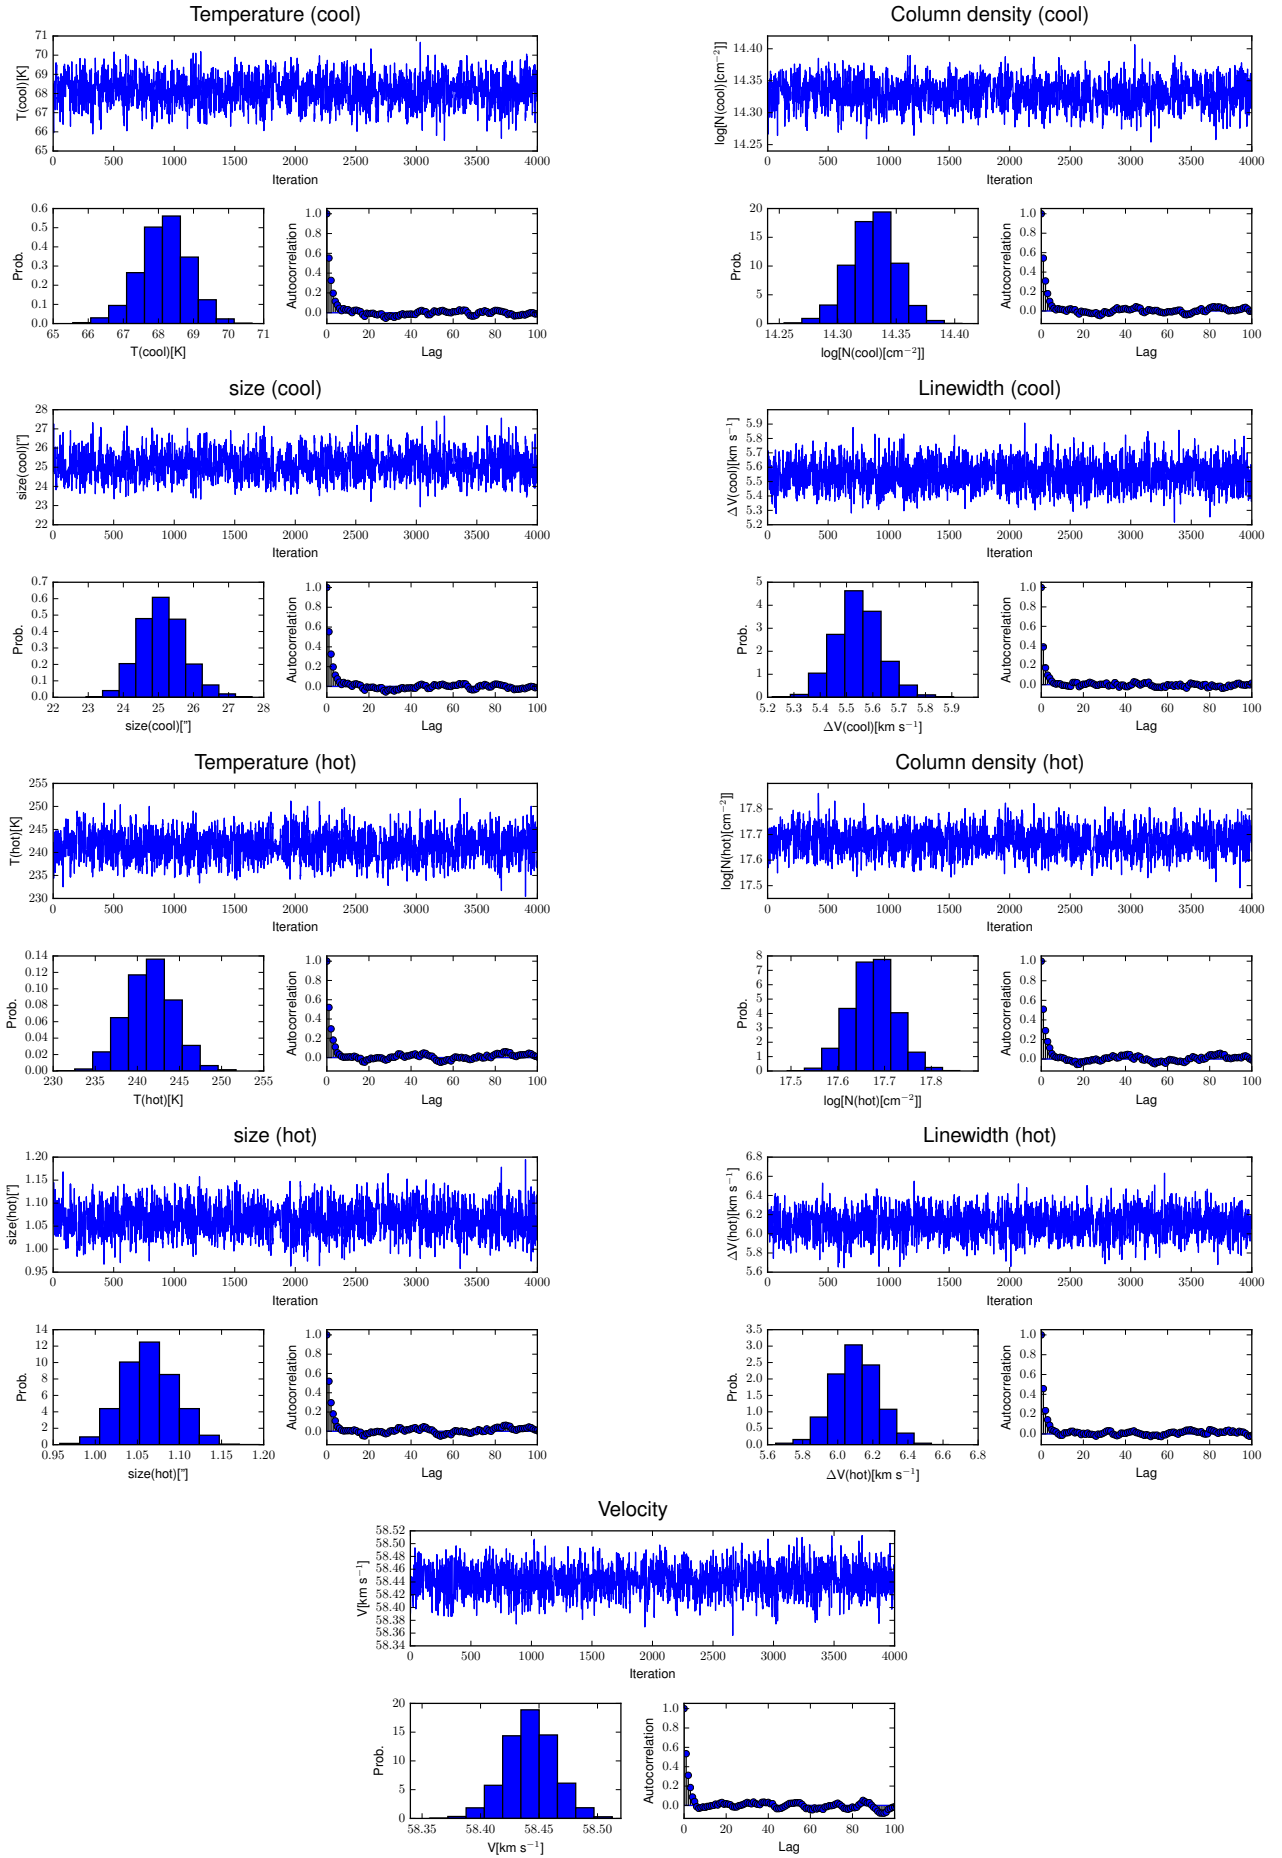 Temperature (cool)
71
70
69
68
67
66
65
T(cool)[K]
0 500 1000 1500 2000 2500 3000 3500 4000
Iteration
0.6
0.5
0.4
0.3
0.2
0.1
0.0
Prob.
65 66 67 68 69 70 71
T(cool)[K]
1.0
0.8
0.6
0.4
0.2
0.0
Autocorrelation
0 20 40 60 80 100
Lag
Column density (cool)
14.40
14.35
14.30
14.25
log[N(cool)[cm⁻²]]
0 500 1000 1500 2000 2500 3000 3500 4000
Iteration
20
15
10
5
0
Prob.
14.25 14.30 14.35 14.40
log[N(cool)[cm⁻²]]
1.0
0.8
0.6
0.4
0.2
0.0
Autocorrelation
0 20 40 60 80 100
Lag
size (cool)
28
27
26
25
24
23
22
size(cool)["]
0 500 1000 1500 2000 2500 3000 3500 4000
Iteration
0.7
0.6
0.5
0.4
0.3
0.2
0.1
0.0
Prob.
22 23 24 25 26 27 28
size(cool)["]
1.0
0.8
0.6
0.4
0.2
0.0
Autocorrelation
0 20 40 60 80 100
Lag
Linewidth (cool)
5.9
5.8
5.7
5.6
5.5
5.4
5.3
5.2
ΔV(cool)[km s⁻¹]
0 500 1000 1500 2000 2500 3000 3500 4000
Iteration
5
4
3
2
1
0
Prob.
5.2 5.3 5.4 5.5 5.6 5.7 5.8 5.9
ΔV(cool)[km s⁻¹]
1.0
0.8
0.6
0.4
0.2
0.0
Autocorrelation
0 20 40 60 80 100
Lag
Temperature (hot)
255
250
245
240
235
230
T(hot)[K]
0 500 1000 1500 2000 2500 3000 3500 4000
Iteration
0.14
0.12
0.10
0.08
0.06
0.04
0.02
0.00
Prob.
230 235 240 245 250 255
T(hot)[K]
1.0
0.8
0.6
0.4
0.2
0.0
Autocorrelation
0 20 40 60 80 100
Lag
Column density (hot)
17.8
17.7
17.6
17.5
log[N(hot)[cm⁻²]]
0 500 1000 1500 2000 2500 3000 3500 4000
Iteration
8
7
6
5
4
3
2
1
0
Prob.
17.5 17.6 17.7 17.8
log[N(hot)[cm⁻²]]
1.0
0.8
0.6
0.4
0.2
0.0
Autocorrelation
0 20 40 60 80 100
Lag
size (hot)
1.20
1.15
1.10
1.05
1.00
0.95
size(hot)["]
0 500 1000 1500 2000 2500 3000 3500 4000
Iteration
14
12
10
8
6
4
2
0
Prob.
0.95 1.00 1.05 1.10 1.15 1.20
size(hot)["]
1.0
0.8
0.6
0.4
0.2
0.0
Autocorrelation
0 20 40 60 80 100
Lag
Linewidth (hot)
6.8
6.6
6.4
6.2
6.0
5.8
5.6
ΔV(hot)[km s⁻¹]
0 500 1000 1500 2000 2500 3000 3500 4000
Iteration
3.5
3.0
2.5
2.0
1.5
1.0
0.5
0.0
Prob.
5.6 5.8 6.0 6.2 6.4 6.6 6.8
ΔV(hot)[km s⁻¹]
1.0
0.8
0.6
0.4
0.2
0.0
Autocorrelation
0 20 40 60 80 100
Lag
Velocity
58.52
58.50
58.48
58.46
58.44
58.42
58.40
58.38
58.36
58.34
V[km s⁻¹]
0 500 1000 1500 2000 2500 3000 3500 4000
Iteration
20
15
10
5
0
Prob.
58.35 58.40 58.45 58.50
V[km s⁻¹]
1.0
0.8
0.6
0.4
0.2
0.0
Autocorrelation
0 20 40 60 80 100
Lag